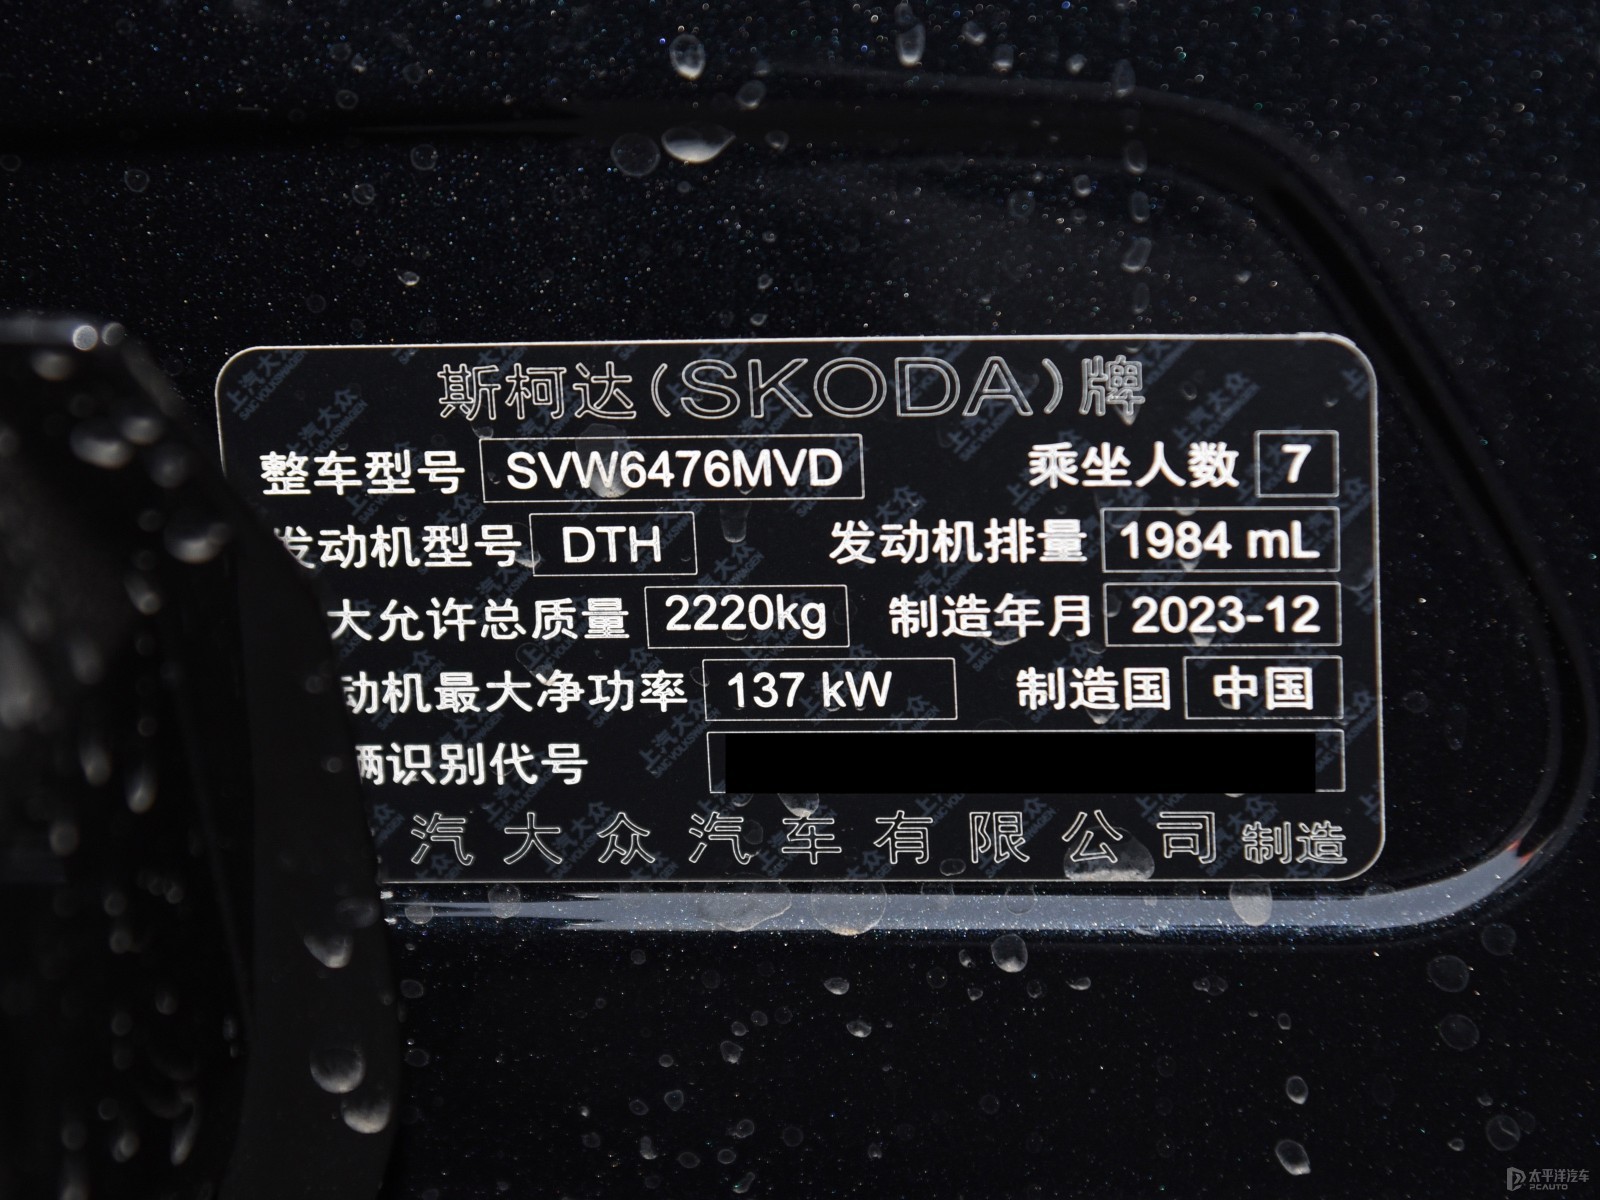 斯柯达(SKODA)牌
整车型号 SVW6476MVD 乘坐人数 7
发动机型号 DTH 发动机排量 1984 mL
大允许总质量 2220kg 制造年月 2023-12
动机最大净功率 137 kW 制造国 中国
辆识别代号
汽大众汽车有限公司制造
太平洋汽车
PCAUTO